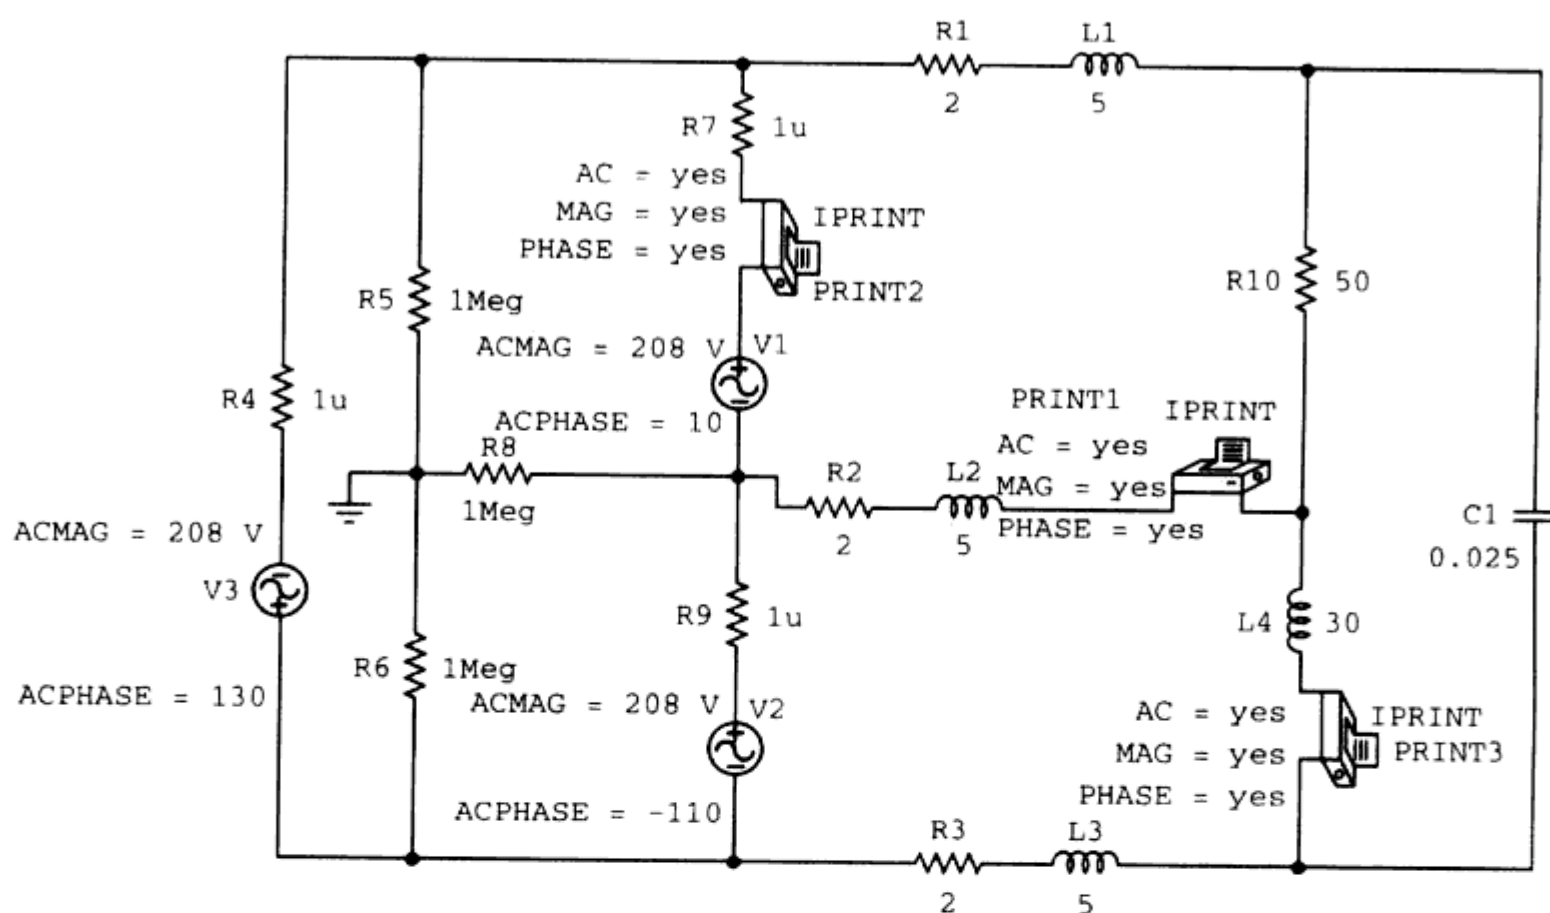 R1
L1
2
5
R7
1u
AC = yes
MAG = yes
PHASE = yes
IPRINT
PRINT2
R5
1Meg
R10
50
ACMAG = 208 V
V1
R4
1u
ACPHASE = 10
PRINT1
IPRINT
AC = yes
MAG = yes
PHASE = yes
R8
1Meg
R2
L2
2
5
C1
0.025
ACMAG = 208 V
V3
ACPHASE = 130
R9
1u
L4
30
R6
1Meg
ACMAG = 208 V
V2
ACPHASE = -110
AC = yes
MAG = yes
PHASE = yes
IPRINT
PRINT3
R3
L3
2
5